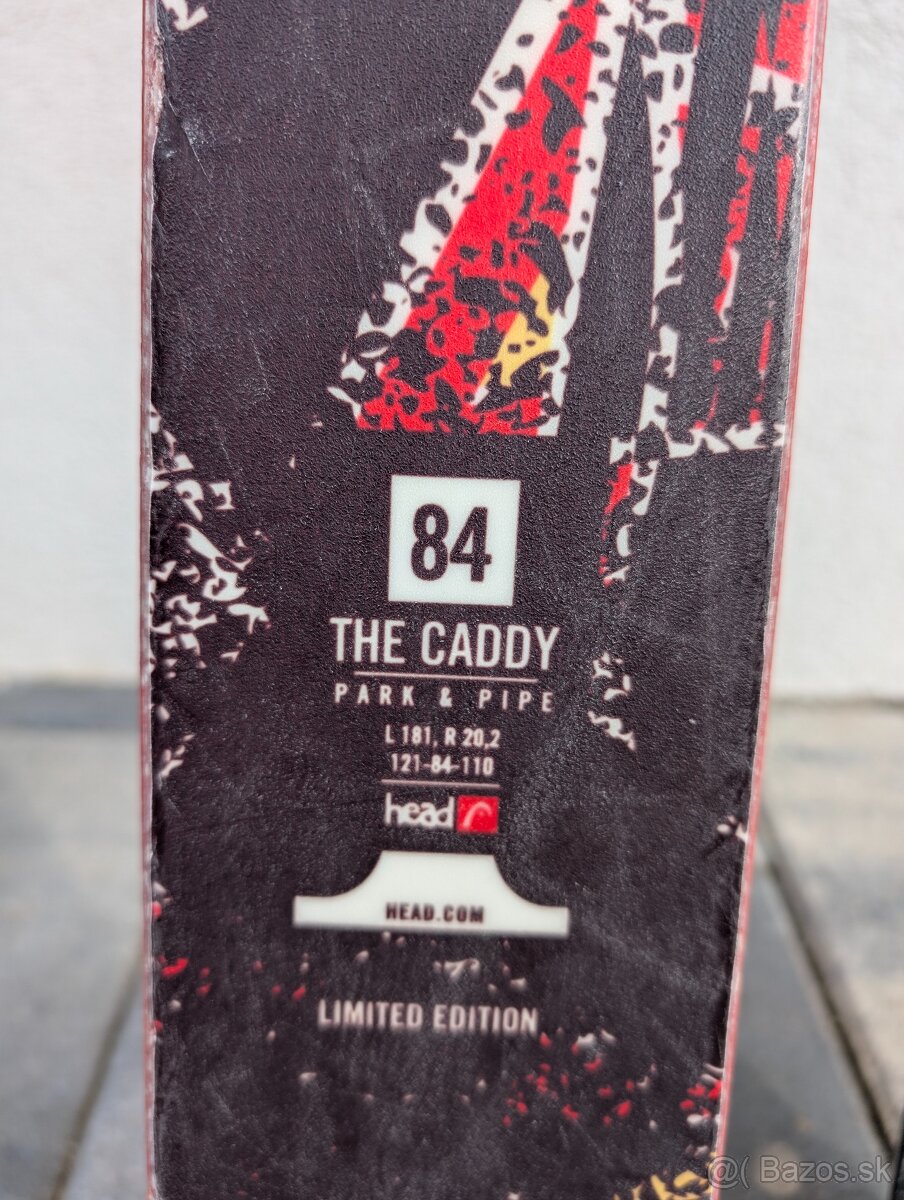 84
THE CADDY
PARK & PIPE
L 181, R 20,2
121-84-110
head
HEAD.COM
LIMITED EDITION
@( Bazos.sk